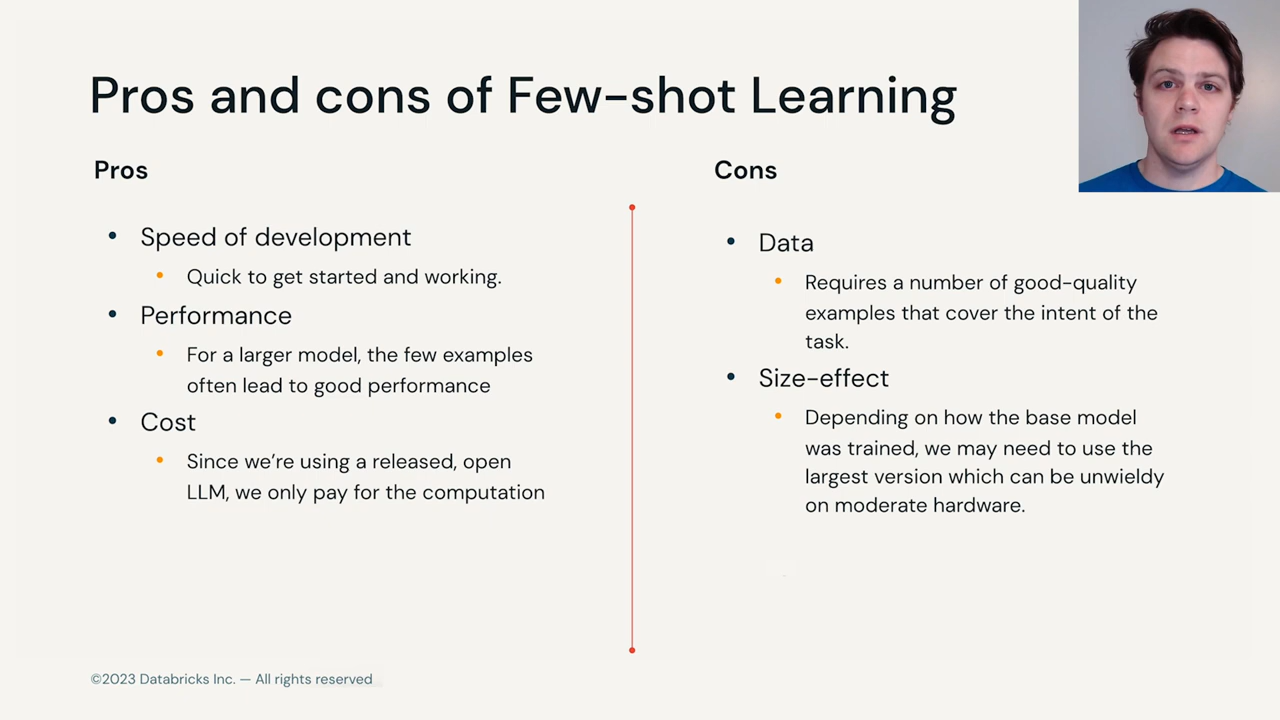 Pros and cons of Few-shot Learning
Pros
Speed of development
Quick to get started and working.
Performance
For a larger model, the few examples
often lead to good performance
Cost
Since we’re using a released, open
LLM, we only pay for the computation
Cons
Data
Requires a number of good-quality
examples that cover the intent of the
task.
Size-effect
Depending on how the base model
was trained, we may need to use the
largest version which can be unwieldy
on moderate hardware.
©2023 Databricks Inc. — All rights reserved